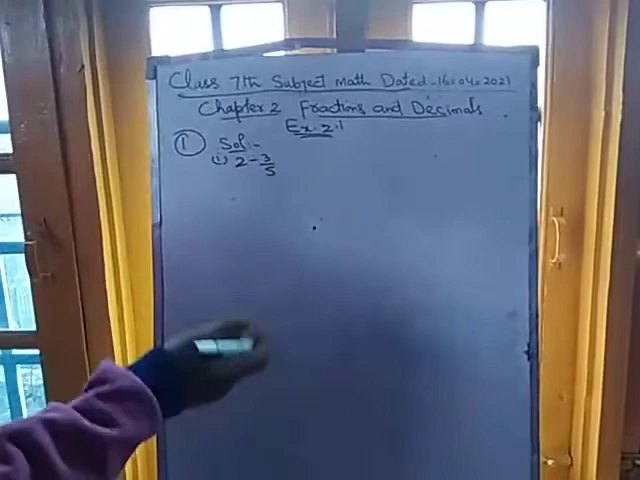 Class 7th Subject math Dated-16.04.2021
Chapter 2 Fractions and Decimals
Ex. 2.1
① Sol:-
(i) 2 - 3/5